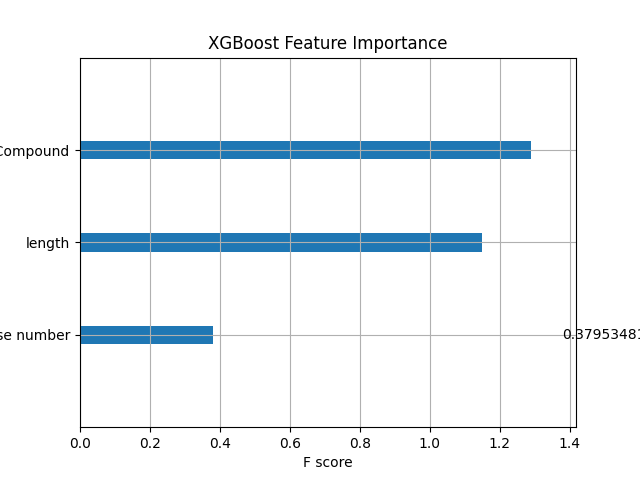 XGBoost Feature Importance
Compound
length
se number
0.37953481
0.0 0.2 0.4 0.6 0.8 1.0 1.2 1.4
F score